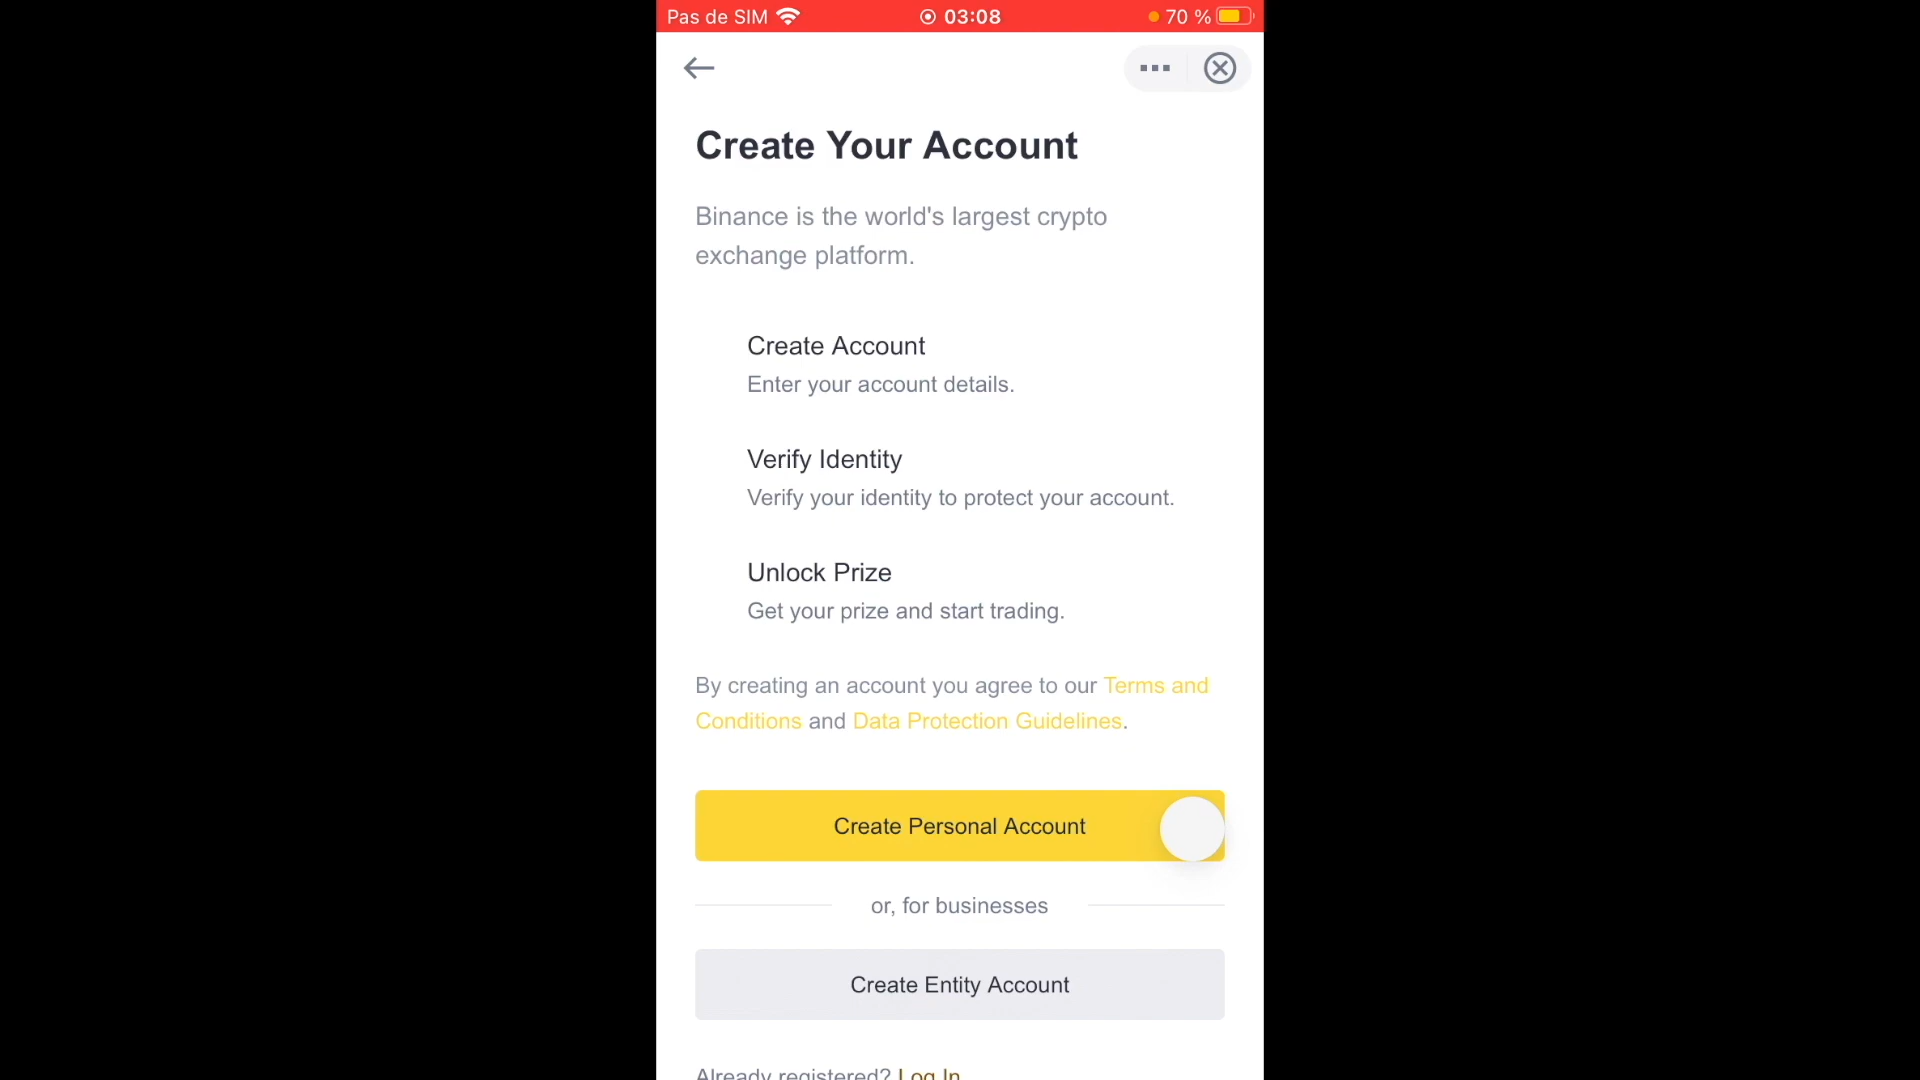 Pas de SIM 03:08 70 %
Create Your Account
Binance is the world's largest crypto
exchange platform.
Create Account
Enter your account details.
Verify Identity
Verify your identity to protect your account.
Unlock Prize
Get your prize and start trading.
By creating an account you agree to our Terms and
Conditions and Data Protection Guidelines.
Create Personal Account
or, for businesses
Create Entity Account
Already registered? Log In